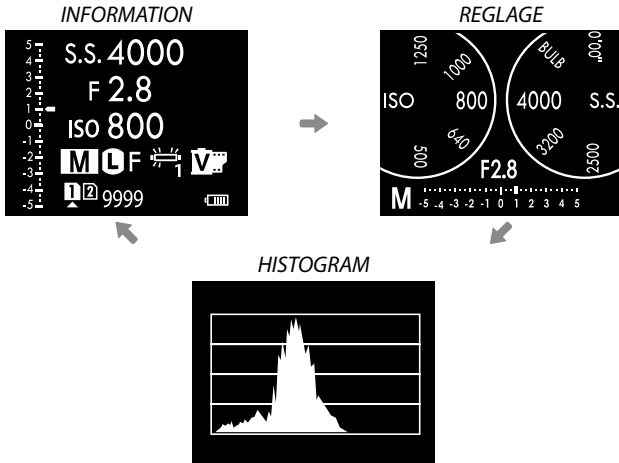 INFORMATION
5
4
3
2
1
0
-1
-2
-3
-4
-5
S.S. 4000
F 2.8
ISO 800
M L F 1 V
1 2 9999
REGLAGE
1250
1000
ISO 800
640
500
BULB
4000 S.S.
3200
2500
F2.8
M -5 -4 -3 -2 -1 0 1 2 3 4 5
HISTOGRAM